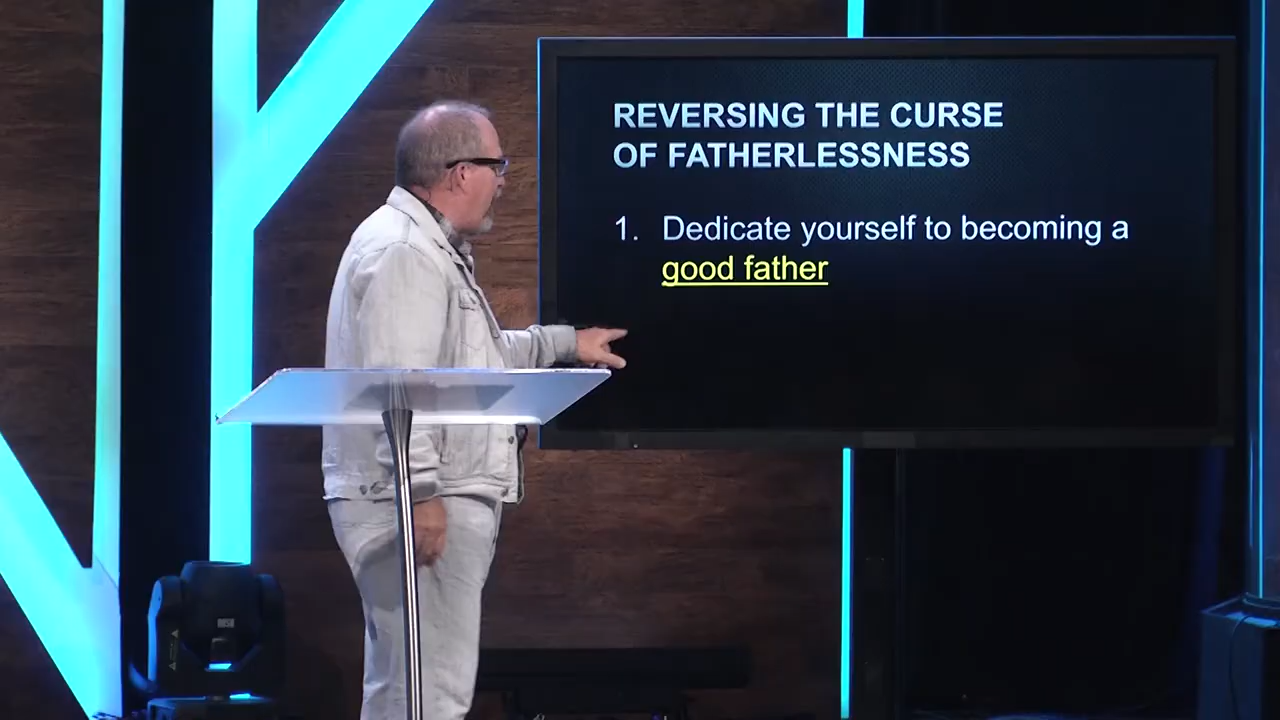 REVERSING THE CURSE
OF FATHERLESSNESS
1. Dedicate yourself to becoming a
good father